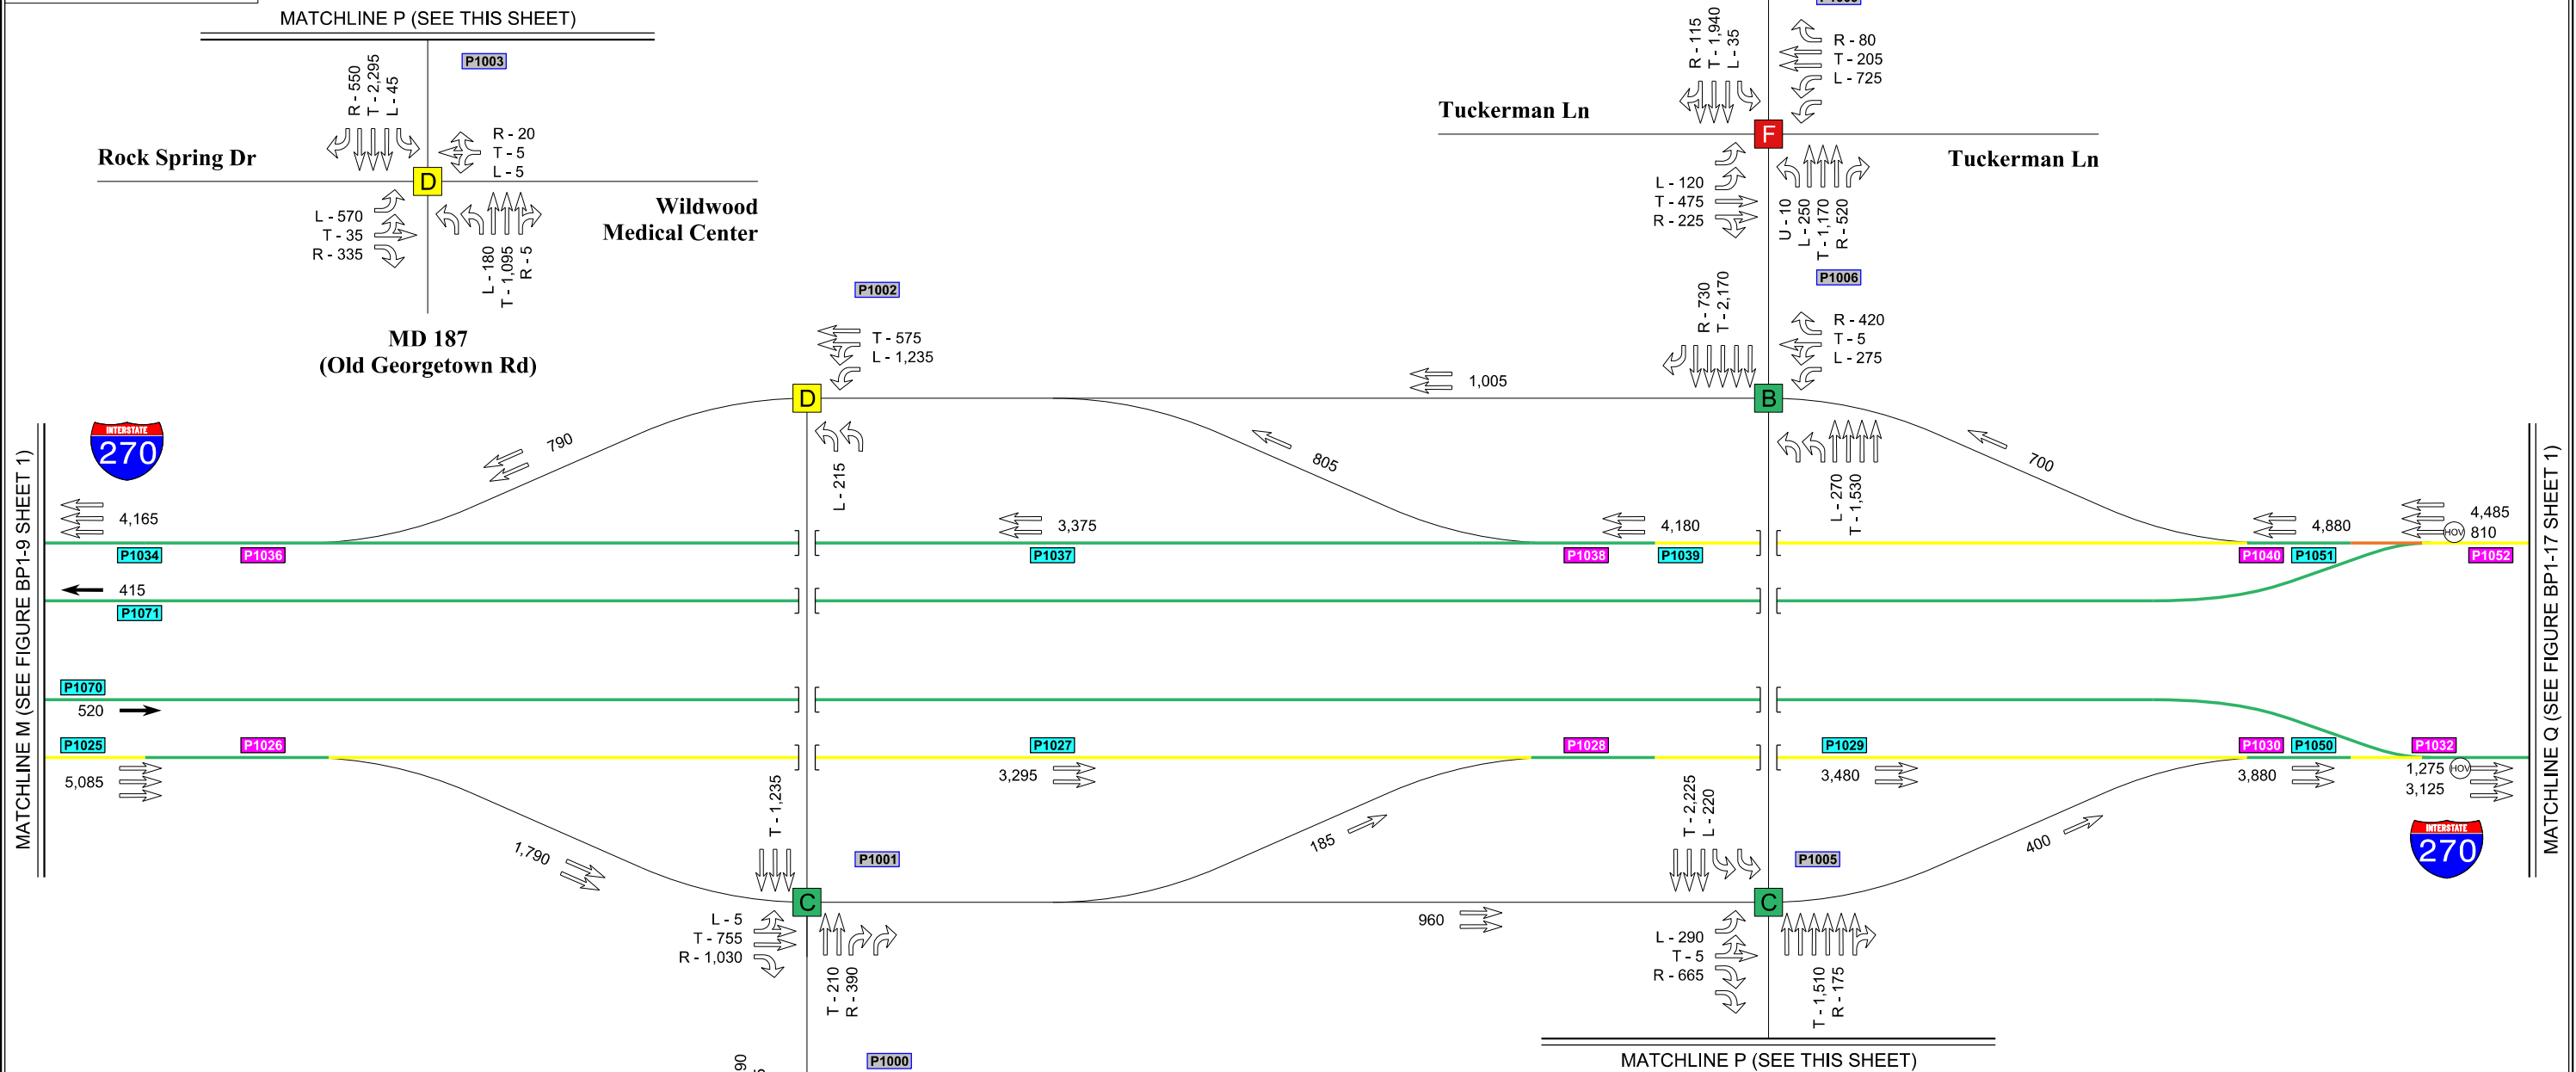 MATCHLINE P (SEE THIS SHEET)
P1003
R - 550
T - 2,295
L - 45
R - 20
T - 5
L - 5
Rock Spring Dr
D
L - 570
T - 35
R - 335
L - 180
T - 1,095
R - 5
Wildwood
Medical Center
MD 187
(Old Georgetown Rd)
R - 115
T - 1,940
L - 35
R - 80
T - 205
L - 725
Tuckerman Ln
F
Tuckerman Ln
L - 120
T - 475
R - 225
U - 10
L - 250
T - 1,170
R - 520
P1002
T - 575
L - 1,235
D
L - 215
P1006
R - 730
T - 2,170
R - 420
T - 5
L - 275
1,005
B
L - 270
T - 1,530
790
805
700
MATCHLINE M (SEE FIGURE BP1-9 SHEET 1)
INTERSTATE
270
4,165
3,375
4,180
4,880
4,485
HOV 810
P1034
P1036
P1037
P1038
P1039
P1040
P1051
P1052
415
P1071
P1070
520
P1025
P1026
P1027
P1028
P1029
P1030
P1050
P1032
5,085
3,295
3,480
3,880
1,275 HOV
3,125
INTERSTATE
270
MATCHLINE Q (SEE FIGURE BP1-17 SHEET 1)
1,790
T - 1,235
P1001
C
L - 5
T - 755
R - 1,030
T - 210
R - 390
185
960
T - 2,225
L - 220
P1005
C
400
L - 290
T - 5
R - 665
T - 1,510
R - 175
MATCHLINE P (SEE THIS SHEET)
P1000